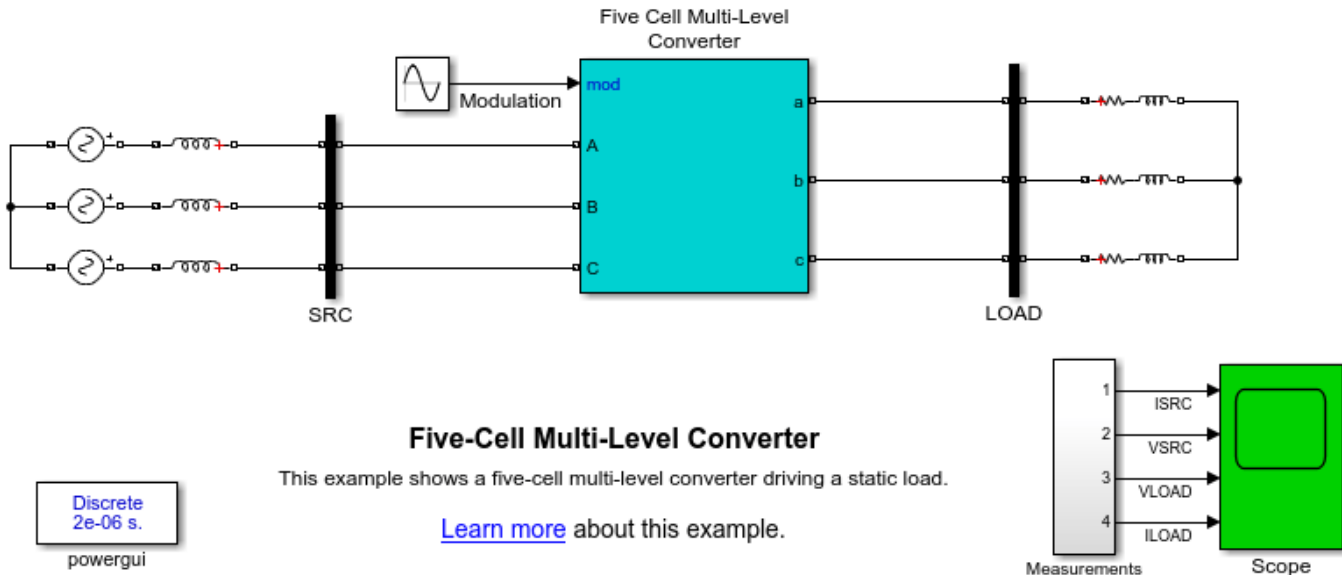 Five Cell Multi-Level
Converter
mod
Modulation
A
B
C
a
b
c
SRC
LOAD
1
2
3
4
ISRC
VSRC
VLOAD
ILOAD
Measurements
Scope
Five-Cell Multi-Level Converter
This example shows a five-cell multi-level converter driving a static load.
Learn more about this example.
Discrete
2e-06 s.
powergui